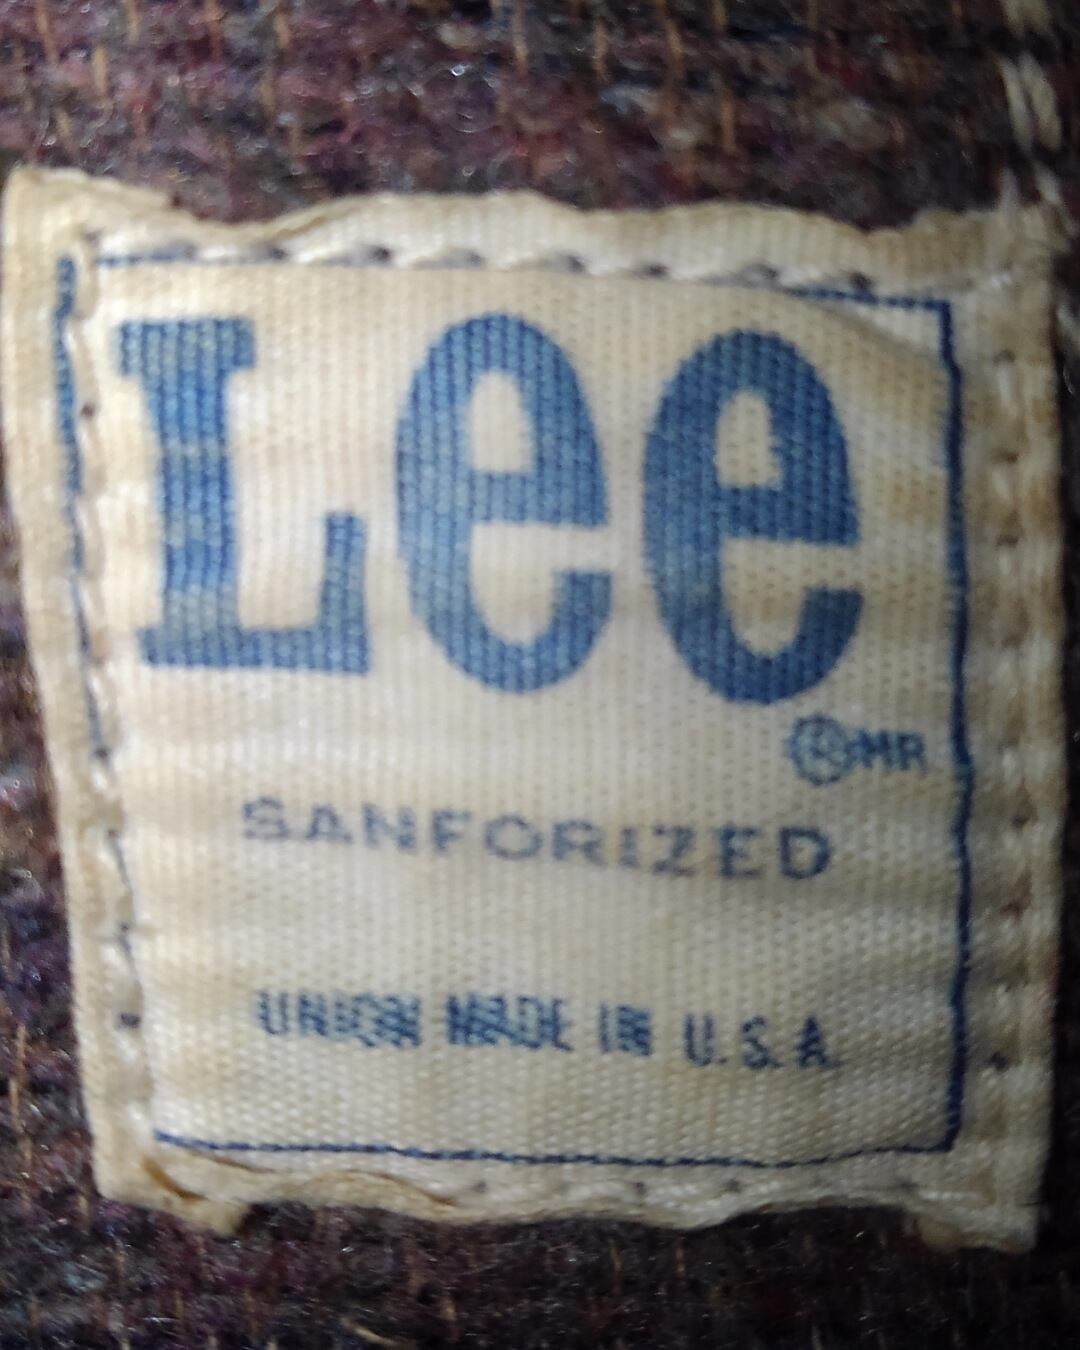 Lee
®MR
SANFORIZED
UNION MADE IN U.S.A.